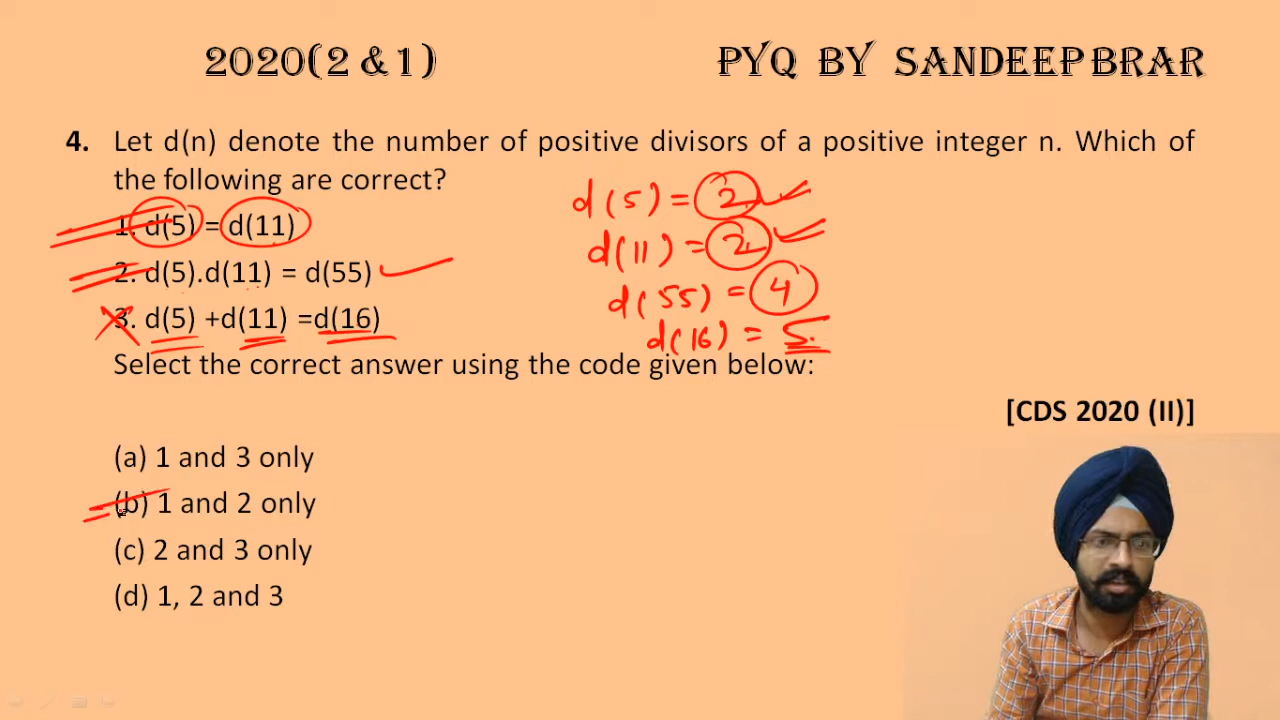 2020(2 & 1)
PYQ BY SANDEEP BRAR
4. Let d(n) denote the number of positive divisors of a positive integer n. Which of
the following are correct?
1. d(5) = d(11)
2. d(5).d(11) = d(55)
3. d(5) +d(11) =d(16)
d(5) = 2
d(11) = 2
d(55) = 4
d(16) = 5.
Select the correct answer using the code given below:
[CDS 2020 (II)]
(a) 1 and 3 only
(b) 1 and 2 only
(c) 2 and 3 only
(d) 1, 2 and 3